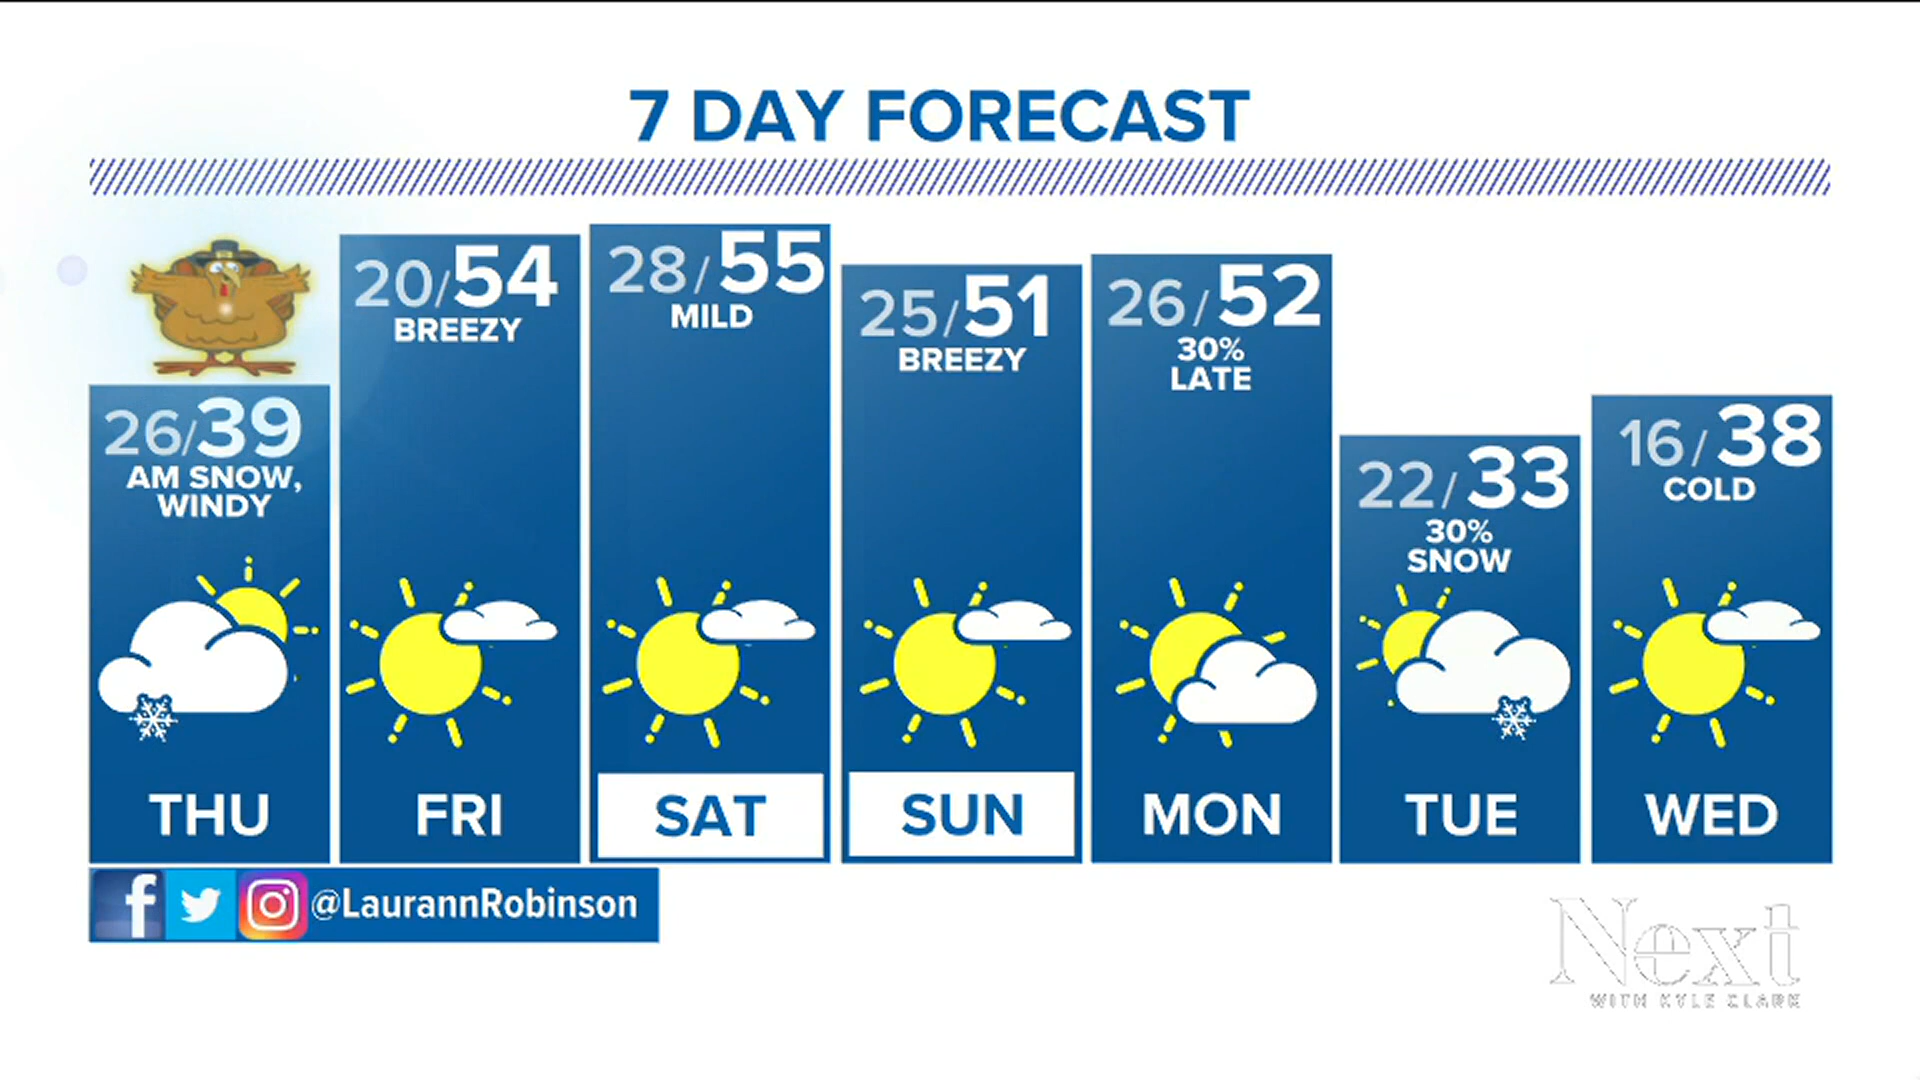 7 DAY FORECAST
26/39
AM SNOW,
WINDY
THU
20/54
BREEZY
FRI
28/55
MILD
SAT
25/51
BREEZY
SUN
26/52
30%
LATE
MON
22/33
30%
SNOW
TUE
16/38
COLD
WED
@LaurannRobinson
Next
WITH KYLE CLARK